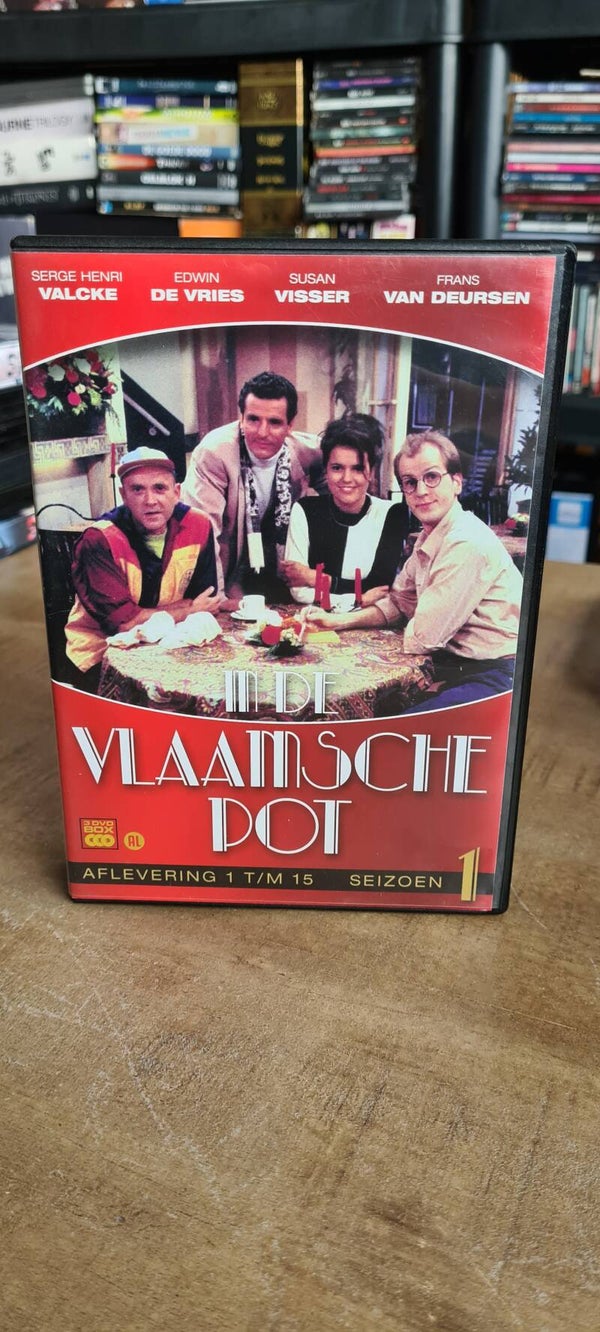 TRILOGY
SERGE HENRI EDWIN SUSAN FRANS
VALCKE DE VRIES VISSER VAN DEURSEN
IN DE
VLAAMSCHE
POT
3 DVD
BOX
AL
AFLEVERING 1 T/M 15 SEIZOEN 1